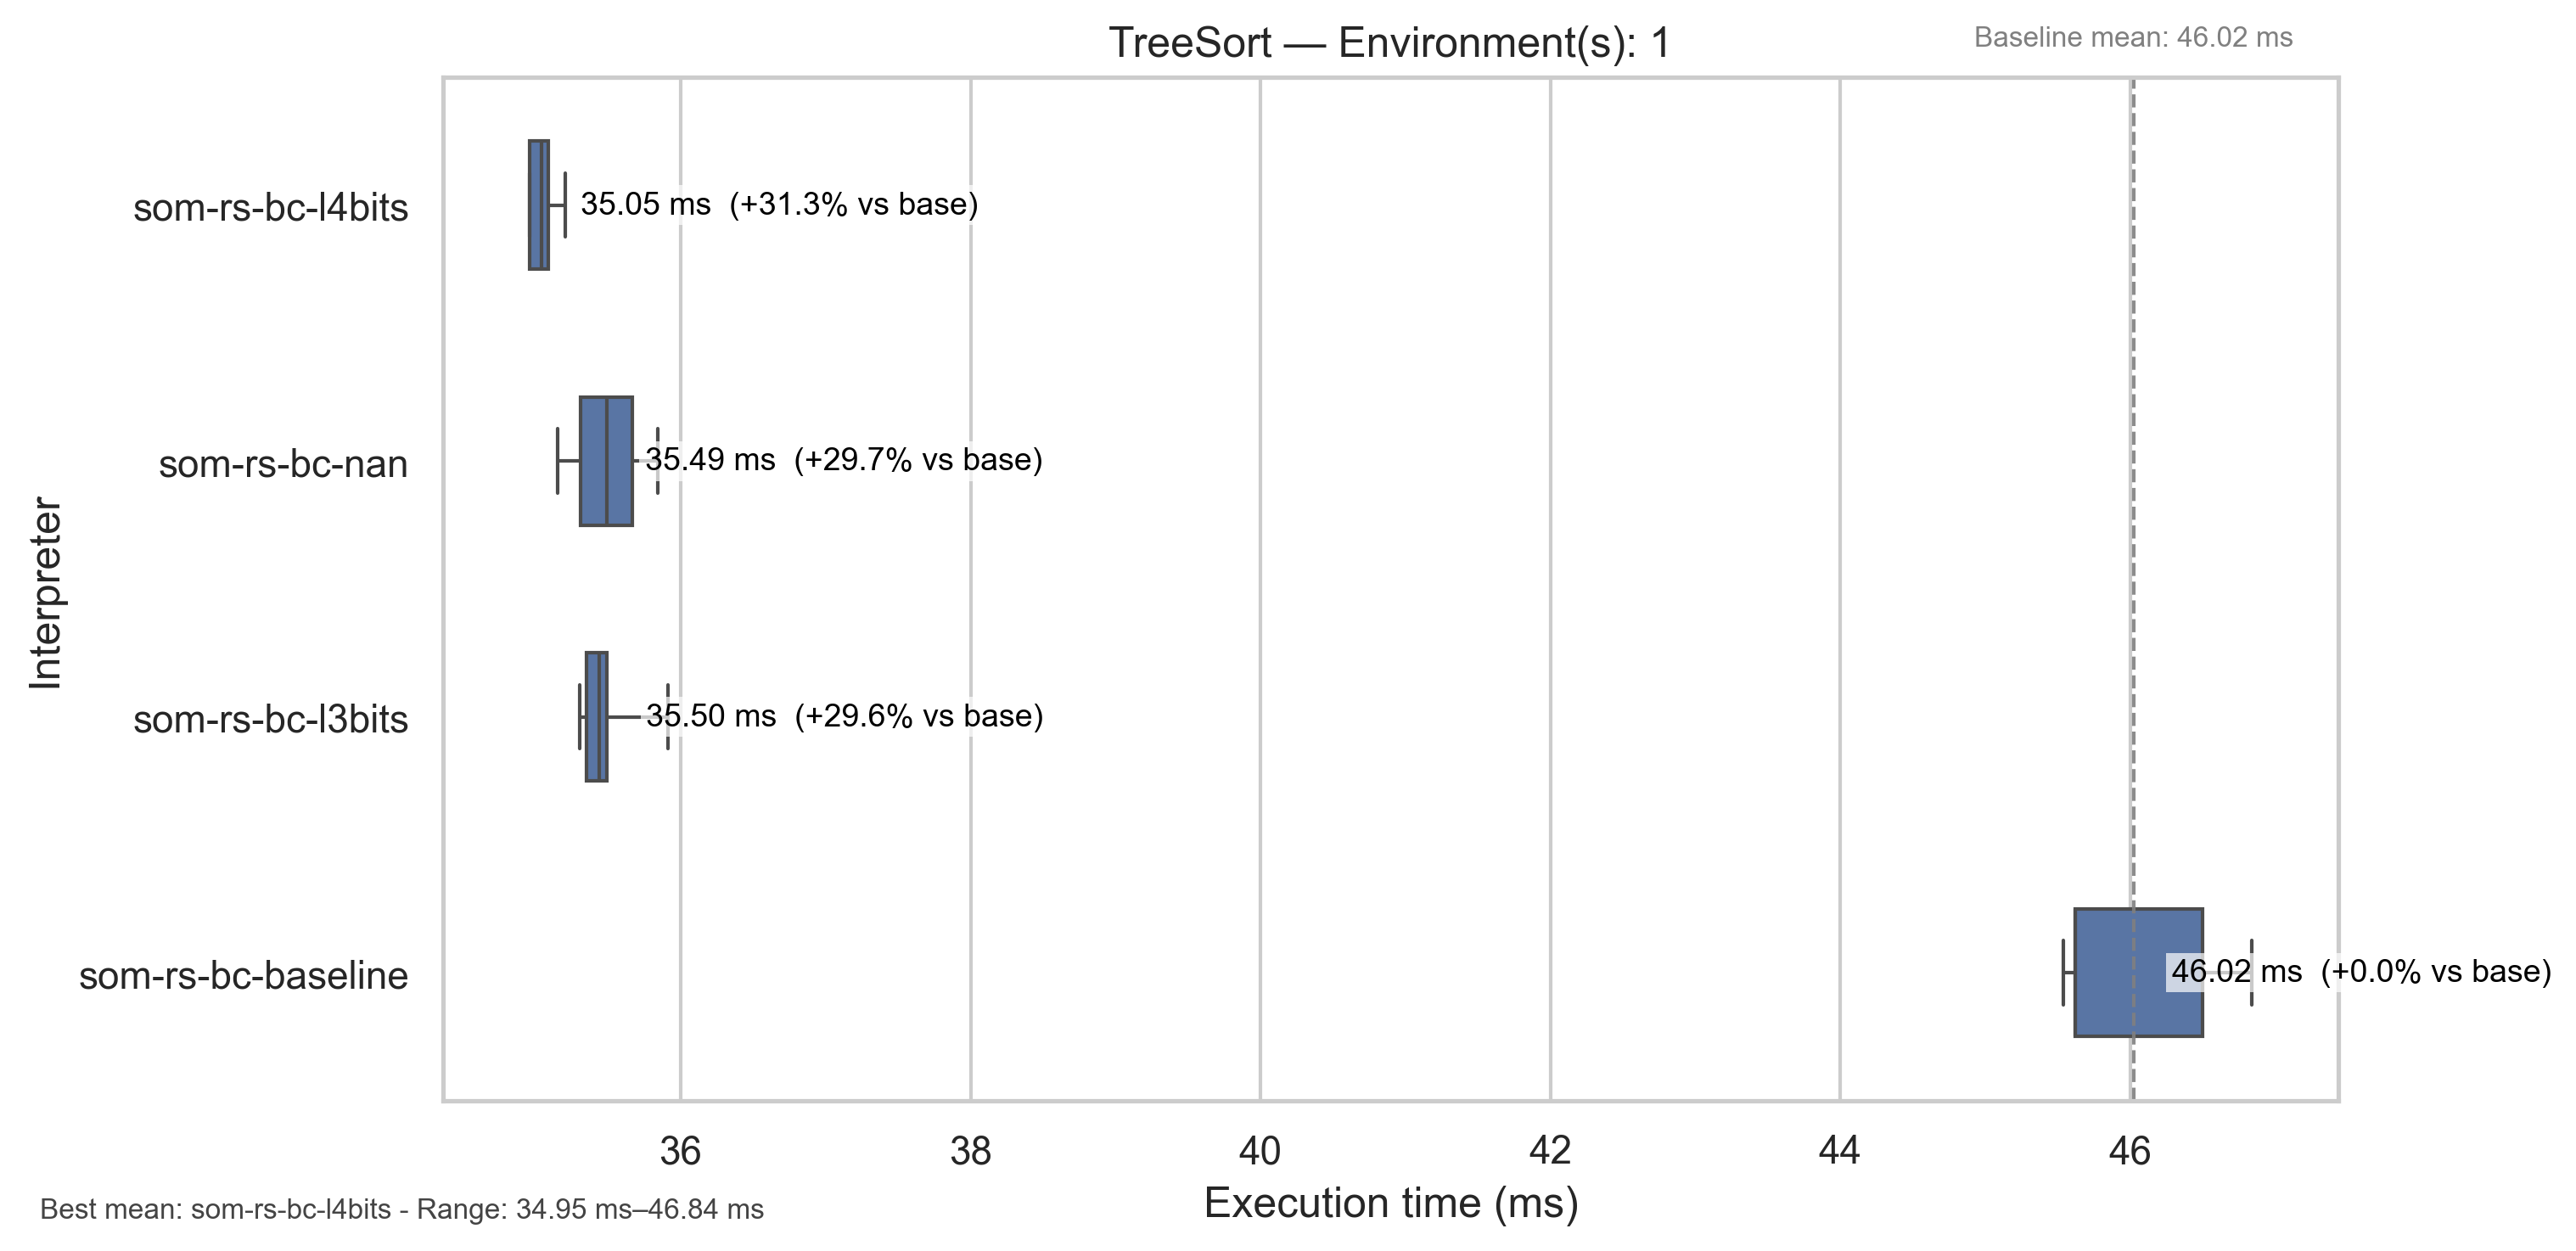 TreeSort — Environment(s): 1
Baseline mean: 46.02 ms
Interpreter
som-rs-bc-l4bits
35.05 ms (+31.3% vs base)
som-rs-bc-nan
35.49 ms (+29.7% vs base)
som-rs-bc-l3bits
35.50 ms (+29.6% vs base)
som-rs-bc-baseline
46.02 ms (+0.0% vs base)
36 38 40 42 44 46
Execution time (ms)
Best mean: som-rs-bc-l4bits - Range: 34.95 ms–46.84 ms